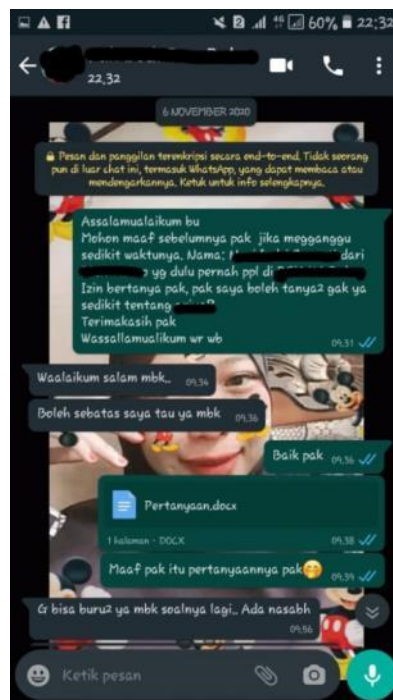 60% 22:32
22.32
6 NOVEMBER 2020
Pesan dan panggilan terenkripsi secara end-to-end. Tidak seorang
pun di luar chat ini, termasuk WhatsApp, yang dapat membaca atau
mendengarkannya. Ketuk untuk info selengkapnya.
Assalamualaikum bu
Mohon maaf sebelumnya pak jika megganggu
sedikit waktunya. Nama: dari
yg dulu pernah ppl di
Izin bertanya pak, pak saya boleh tanya2 gak ya
sedikit tentang
Terimakasih pak
Wassallamualikum wr wb
09.31
Waalaikum salam mbk..
09.34
Boleh sebatas saya tau ya mbk
09.36
Baik pak
09.36
Pertanyaan.docx
1 halaman • DOCX
09.38
Maaf pak itu pertanyaannya pak
09.39
G bisa buru2 ya mbk soalnya lagi.. Ada nasabh
09.56
Ketik pesan